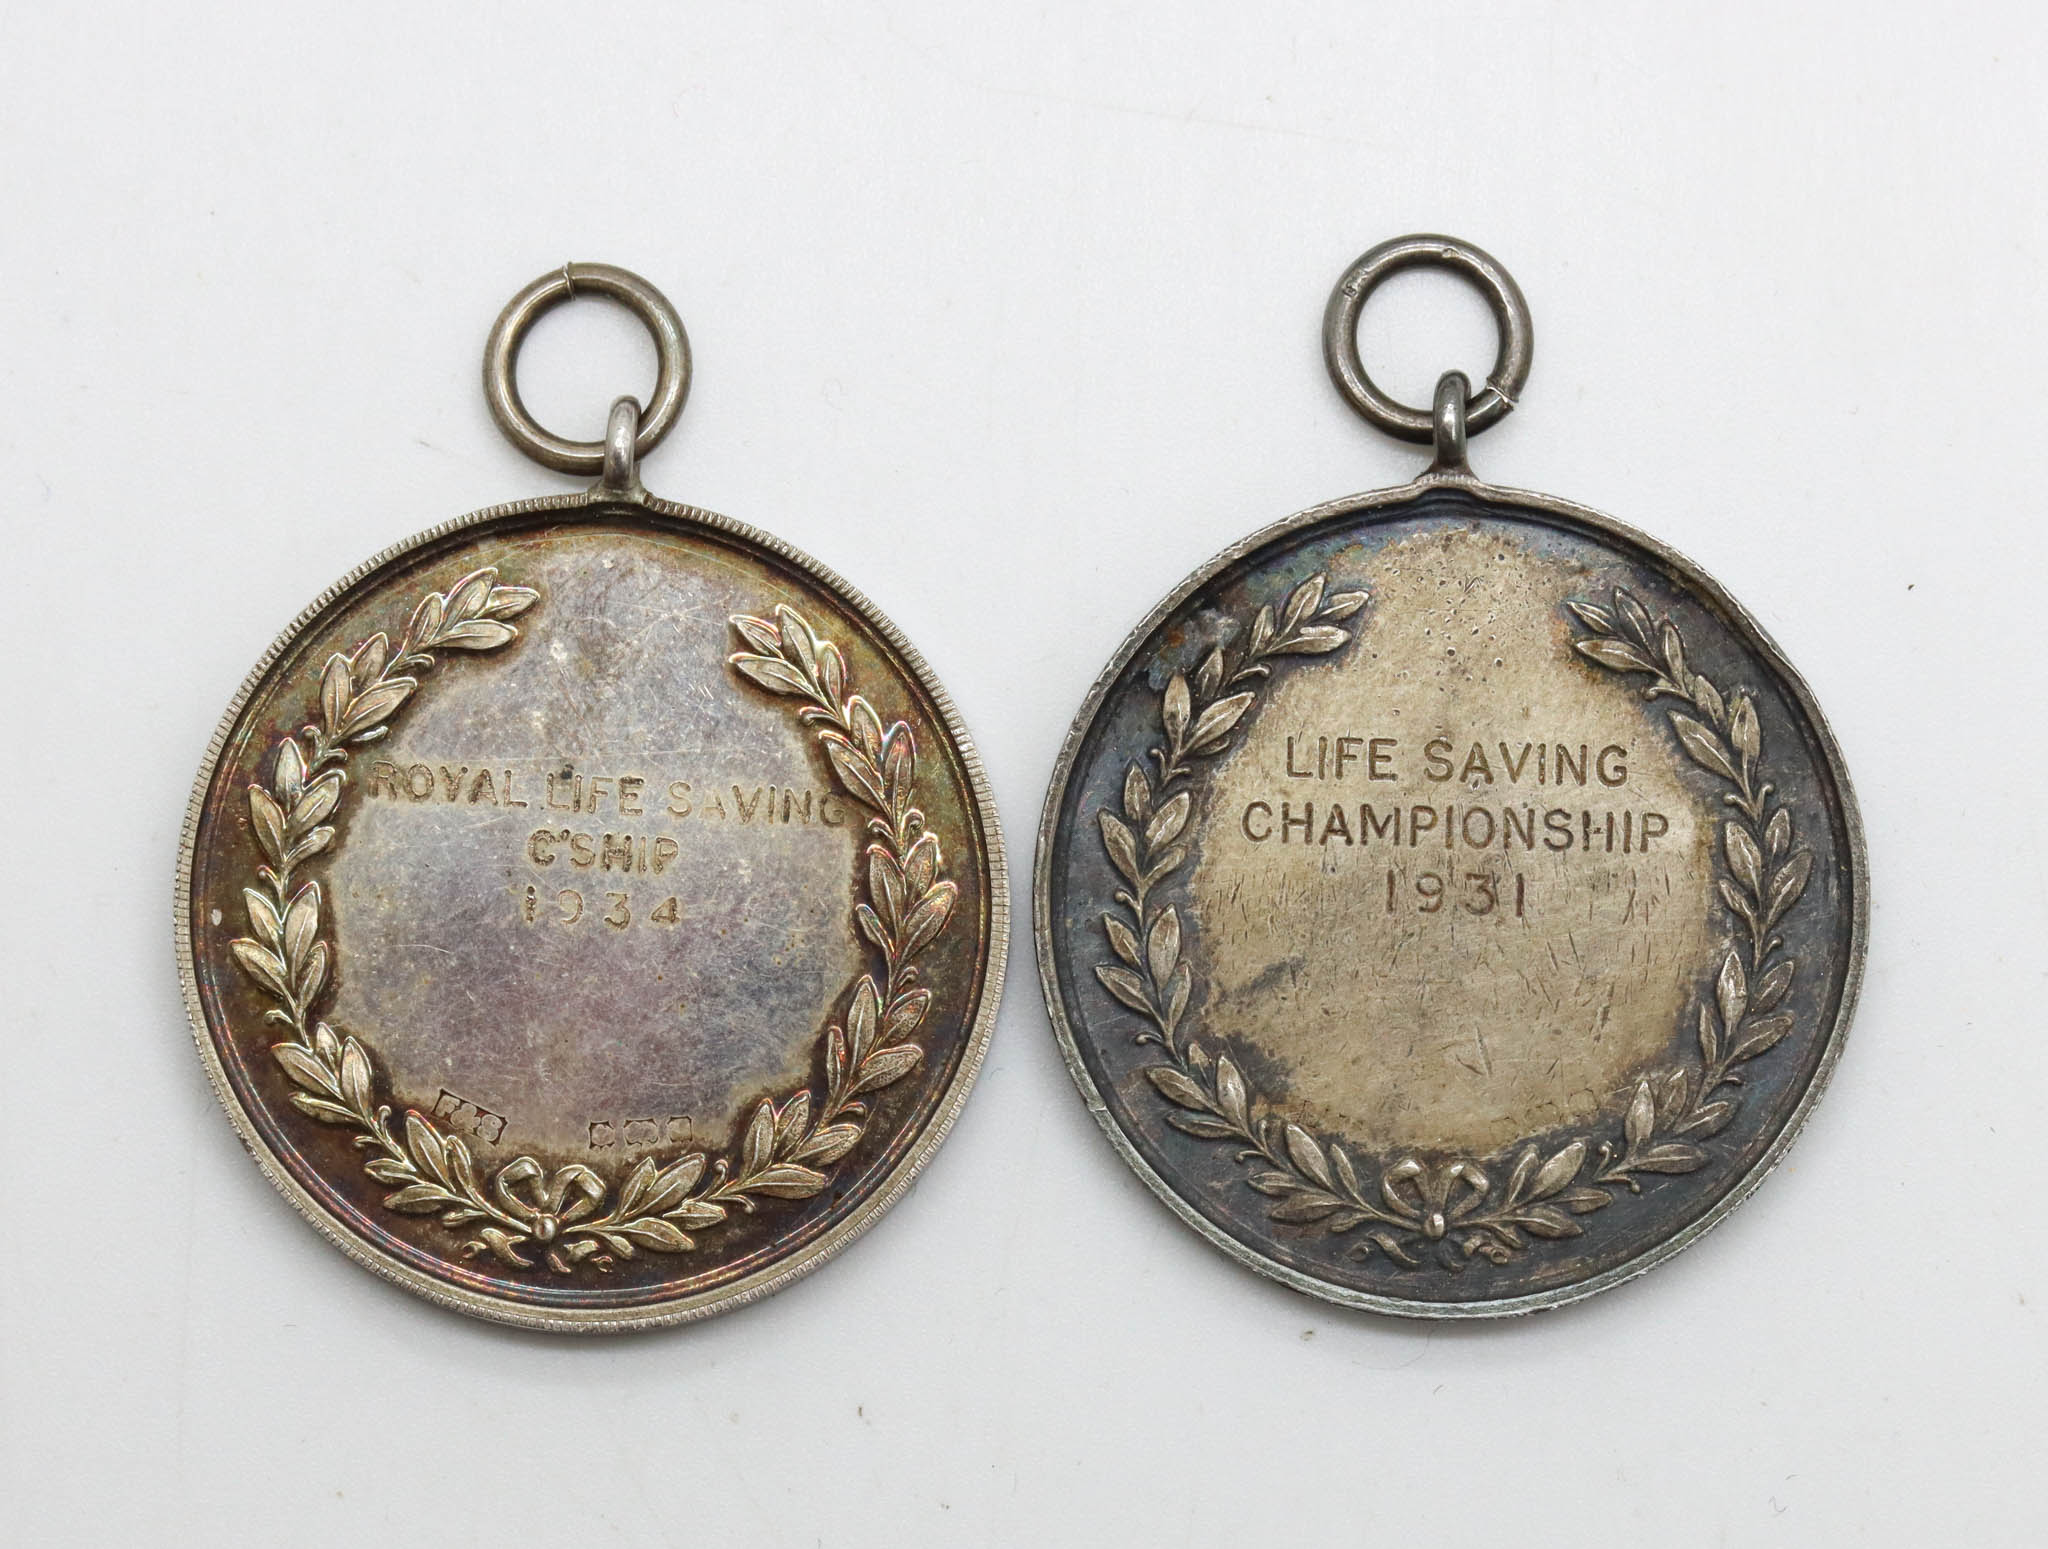 ROYAL LIFE SAVING
C'SHIP
1934
F&S
LIFE SAVING
CHAMPIONSHIP
1931